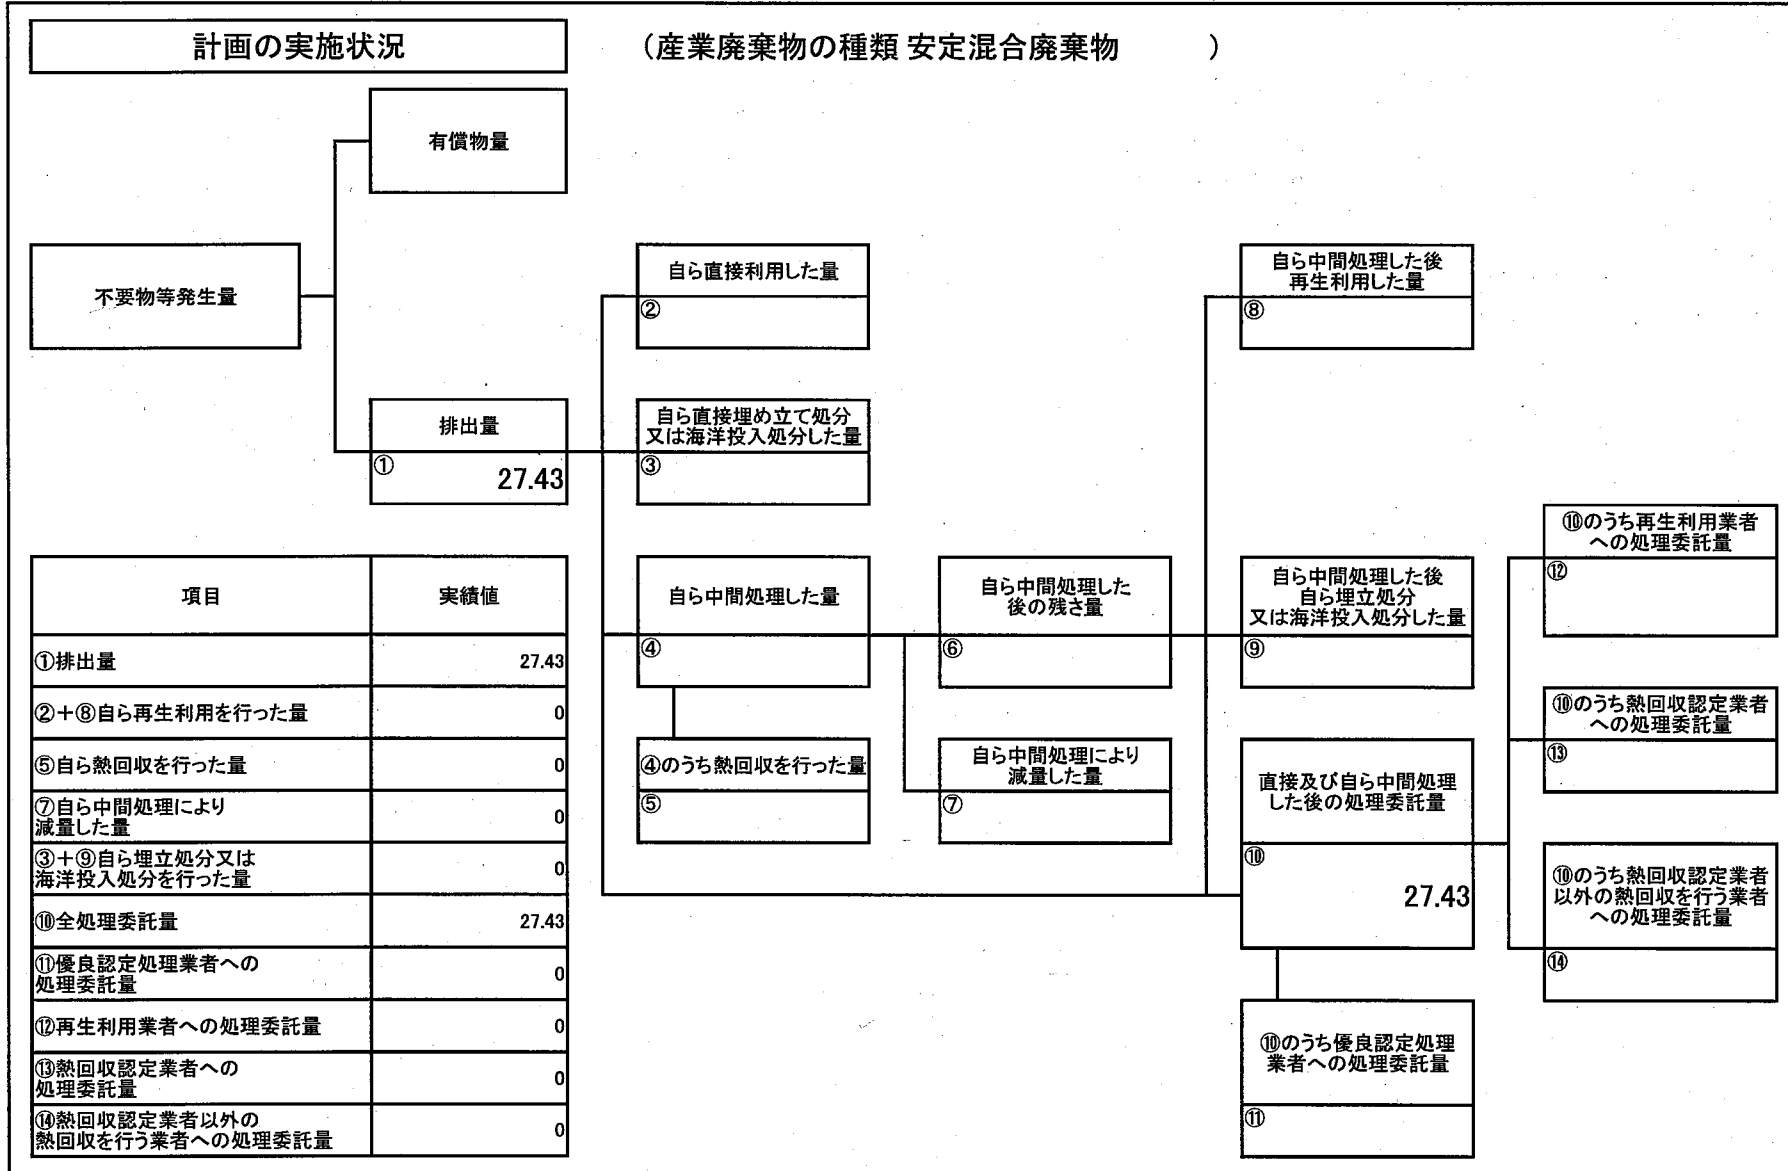 計画の実施状況
（産業廃棄物の種類 安定混合廃棄物 ）
有償物量
不要物等発生量
自ら直接利用した量
②
自ら中間処理した後
再生利用した量
⑧
排出量
①
27.43
自ら直接埋め立て処分
又は海洋投入処分した量
③
⑩のうち再生利用業者
への処理委託量
⑫
自ら中間処理した量
④
自ら中間処理した
後の残さ量
⑥
自ら中間処理した後
自ら埋立処分
又は海洋投入処分した量
⑨
⑩のうち熱回収認定業者
への処理委託量
⑬
④のうち熱回収を行った量
⑤
自ら中間処理により
減量した量
⑦
直接及び自ら中間処理
した後の処理委託量
⑩
27.43
⑩のうち熱回収認定業者
以外の熱回収を行う業者
への処理委託量
⑭
⑩のうち優良認定処理
業者への処理委託量
⑪
項目 実績値
①排出量 27.43
②＋⑧自ら再生利用を行った量 0
⑤自ら熱回収を行った量 0
⑦自ら中間処理により
減量した量 0
③＋⑨自ら埋立処分又は
海洋投入処分を行った量 0
⑩全処理委託量 27.43
⑪優良認定処理業者への
処理委託量 0
⑫再生利用業者への処理委託量 0
⑬熱回収認定業者への
処理委託量 0
⑭熱回収認定業者以外の
熱回収を行う業者への処理委託量 0